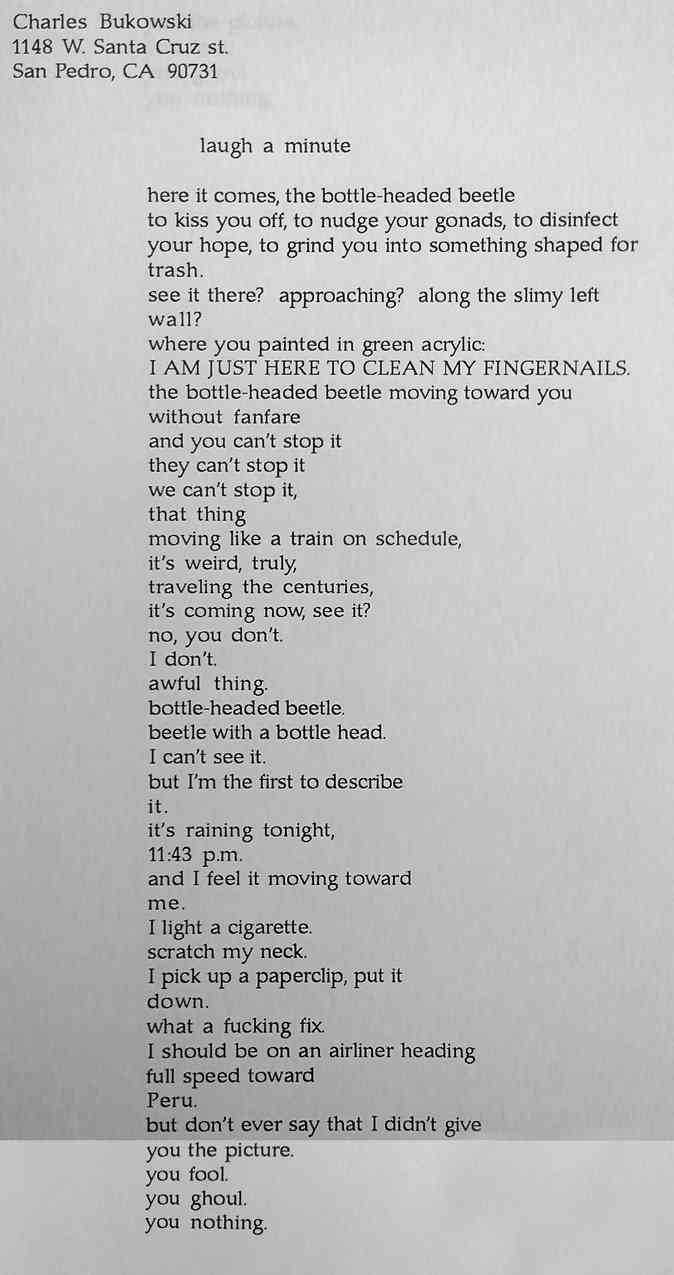 Charles Bukowski
1148 W. Santa Cruz st.
San Pedro, CA 90731
laugh a minute
here it comes, the bottle-headed beetle
to kiss you off, to nudge your gonads, to disinfect
your hope, to grind you into something shaped for
trash.
see it there? approaching? along the slimy left
wall?
where you painted in green acrylic:
I AM JUST HERE TO CLEAN MY FINGERNAILS.
the bottle-headed beetle moving toward you
without fanfare
and you can't stop it
they can't stop it
we can't stop it,
that thing
moving like a train on schedule,
it's weird, truly,
traveling the centuries,
it's coming now, see it?
no, you don't.
I don't.
awful thing.
bottle-headed beetle.
beetle with a bottle head.
I can't see it.
but I'm the first to describe
it.
it's raining tonight,
11:43 p.m.
and I feel it moving toward
me.
I light a cigarette.
scratch my neck.
I pick up a paperclip, put it
down.
what a fucking fix.
I should be on an airliner heading
full speed toward
Peru.
but don't ever say that I didn't give
you the picture.
you fool.
you ghoul.
you nothing.